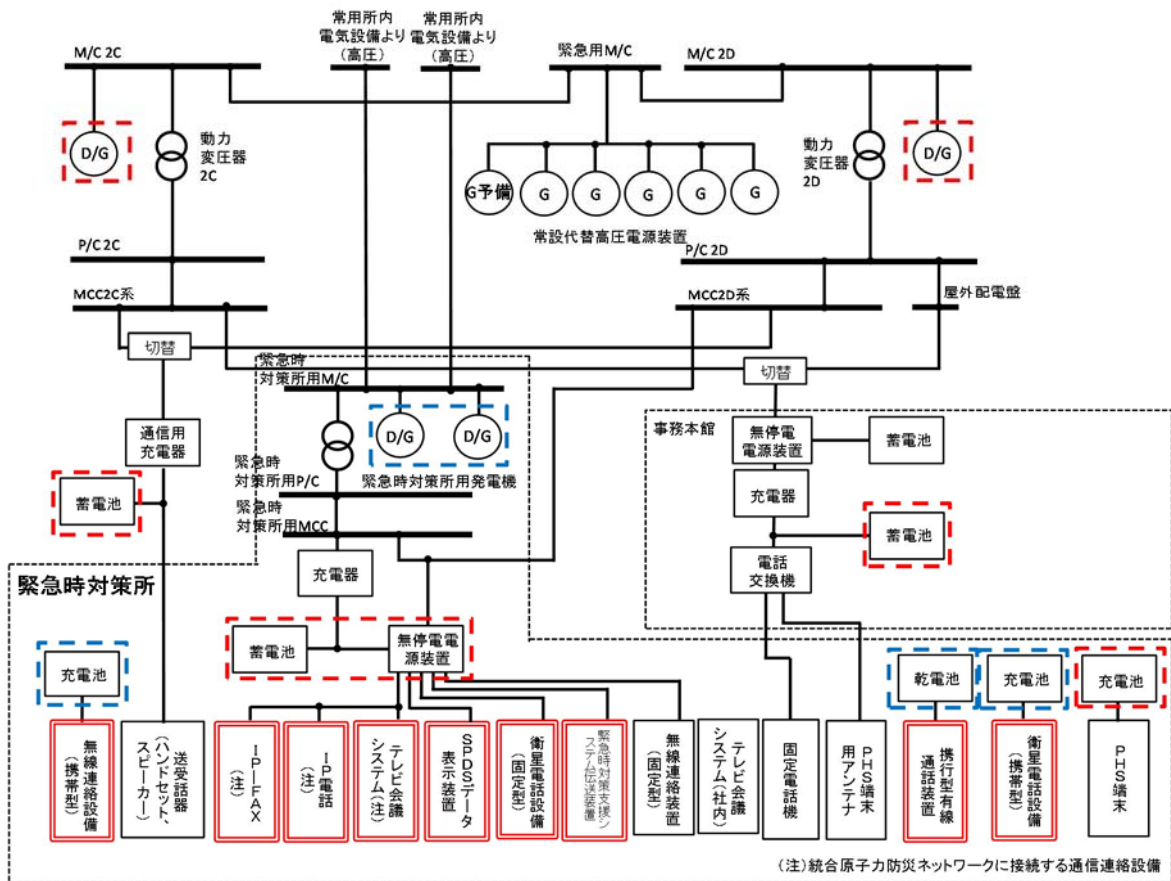 常用所内
電気設備より
(高圧)
常用所内
電気設備より
(高圧)
M/C 2C
緊急用M/C
M/C 2D
D/G
動力
変圧器
2C
G予備
G
G
G
G
G
常設代替高圧電源装置
動力
変圧器
2D
D/G
P/C 2C
P/C 2D
MCC2C系
MCC2D系
屋外配電盤
切替
切替
緊急時
対策所用M/C
通信用
充電器
D/G
D/G
緊急時対策所用発電機
緊急時
対策所用P/C
緊急時
対策所用MCC
事務本館
無停電
電源装置
蓄電池
充電器
蓄電池
電話
交換機
蓄電池
緊急時対策所
充電器
蓄電池
無停電電
源装置
充電池
乾電池
充電池
充電池
無線連絡設備
(携帯型)
送受話器
(ハンドセット、
スピーカー)
IP-FAX
(注)
IP電話
(注)
テレビ会議
システム(注)
SPDSデータ
表示装置
衛星電話設備
(固定型)
緊急時対策支援シ
ステム伝送装置
無線連絡装置
(固定型)
テレビ会議
システム(社内)
固定電話機
PHS端末
用アンテナ
携行型有線
通話装置
衛星電話設備
(携帯型)
PHS端末
(注)統合原子力防災ネットワークに接続する通信連絡設備